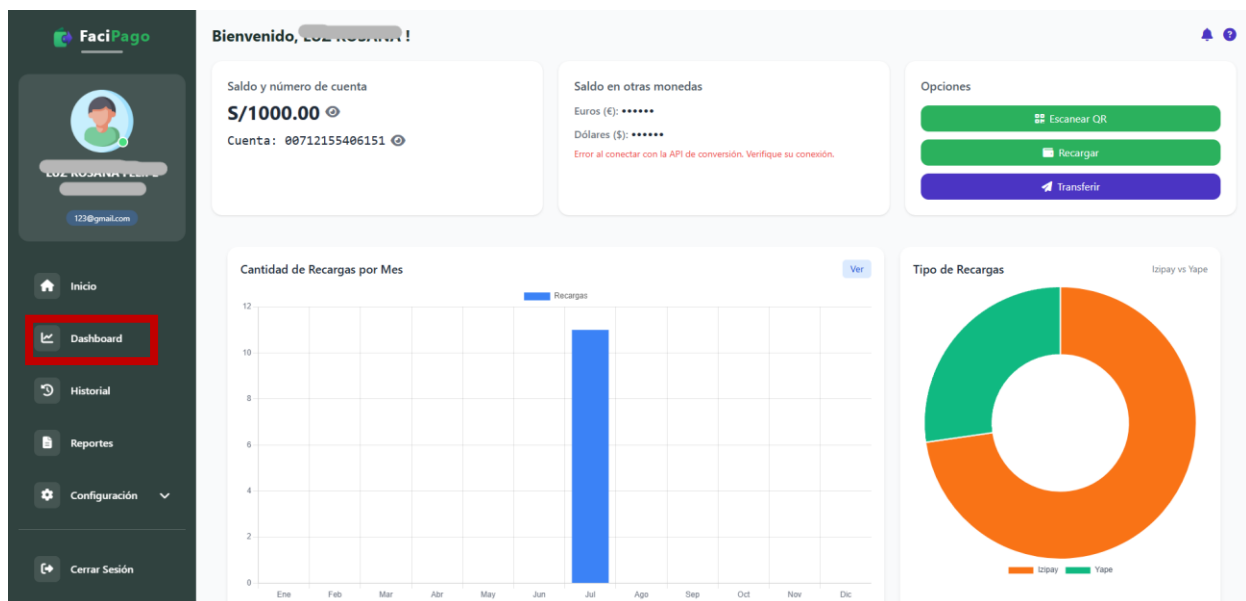 FaciPago
123@gmail.com
Inicio
Dashboard
Historial
Reportes
Configuración
Cerrar Sesión
Bienvenido, !
Saldo y número de cuenta
S/1000.00
Cuenta: 00712155406151
Saldo en otras monedas
Euros (€): ••••••
Dólares ($): ••••••
Error al conectar con la API de conversión. Verifique su conexión.
Opciones
Escanear QR
Recargar
Transferir
Cantidad de Recargas por Mes
Ver
Recargas
12
10
8
6
4
2
0
Ene Feb Mar Abr May Jun Jul Ago Sep Oct Nov Dic
Tipo de Recargas
Izipay vs Yape
Izipay Yape